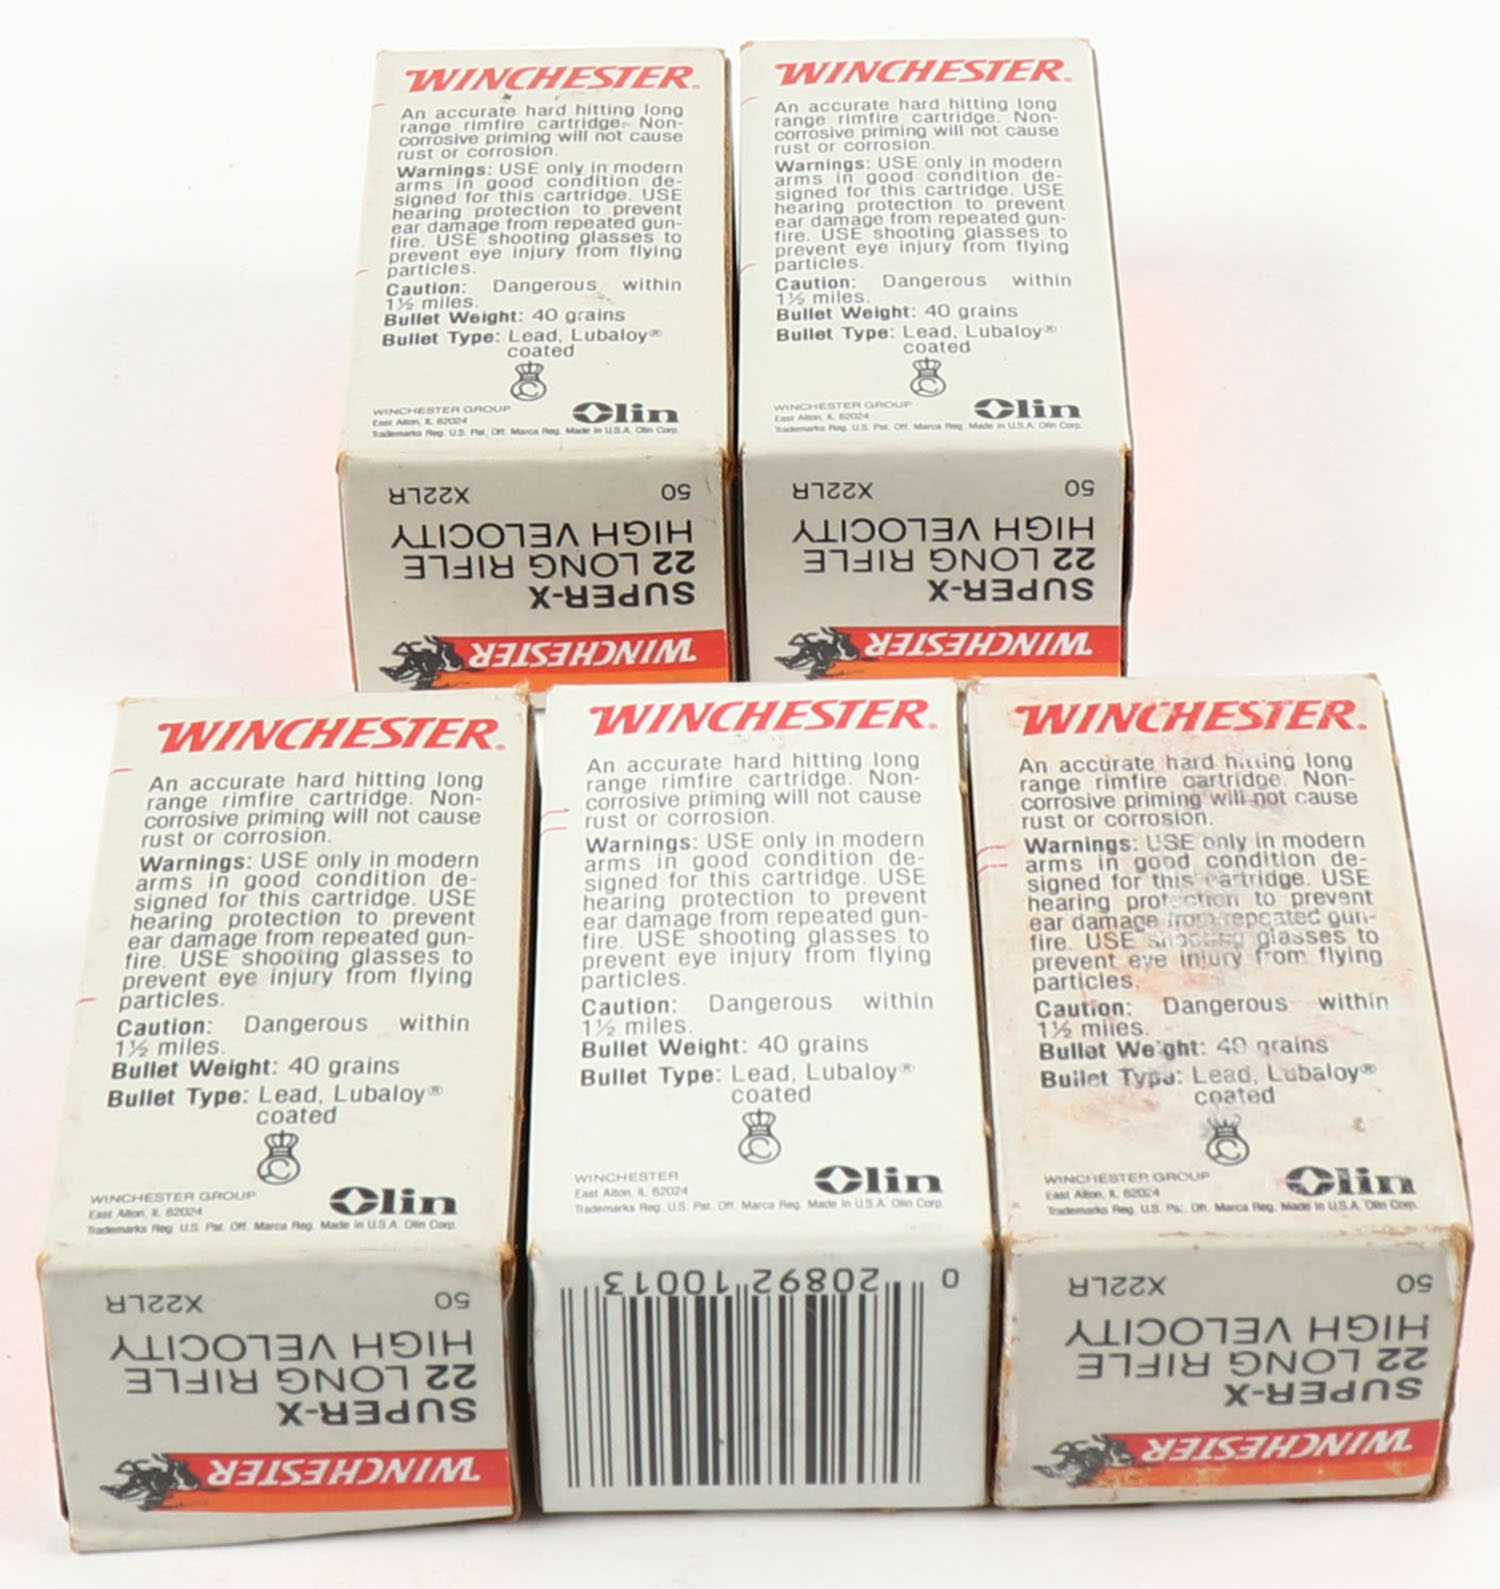 WINCHESTER.
An accurate hard hitting long
range rimfire cartridge. Non-
corrosive priming will not cause
rust or corrosion.
Warnings: USE only in modern
arms in good condition de-
signed for this cartridge. USE
hearing protection to prevent
ear damage from repeated gun-
fire. USE shooting glasses to
prevent eye injury from flying
particles.
Caution: Dangerous within
1½ miles.
Bullet Weight: 40 grains
Bullet Type: Lead, Lubaloy®
coated
WINCHESTER GROUP
East Alton, IL 62024
Olin
Trademarks Reg. U.S. Pat. Off. Marca Reg. Made in U.S.A. Olin Corp.
50 X22LR
HIGH VELOCITY
22 LONG RIFLE
SUPER-X
WINCHESTER
WINCHESTER.
An accurate hard hitting long
range rimfire cartridge. Non-
corrosive priming will not cause
rust or corrosion.
Warnings: USE only in modern
arms in good condition de-
signed for this cartridge. USE
hearing protection to prevent
ear damage from repeated gun-
fire. USE shooting glasses to
prevent eye injury from flying
particles.
Caution: Dangerous within
1½ miles.
Bullet Weight: 40 grains
Bullet Type: Lead, Lubaloy®
coated
WINCHESTER GROUP
East Alton, IL 62024
Olin
Trademarks Reg. U.S. Pat. Off. Marca Reg. Made in U.S.A. Olin Corp.
50 X22LR
HIGH VELOCITY
22 LONG RIFLE
SUPER-X
WINCHESTER
WINCHESTER.
An accurate hard hitting long
range rimfire cartridge. Non-
corrosive priming will not cause
rust or corrosion.
Warnings: USE only in modern
arms in good condition de-
signed for this cartridge. USE
hearing protection to prevent
ear damage from repeated gun-
fire. USE shooting glasses to
prevent eye injury from flying
particles.
Caution: Dangerous within
1½ miles.
Bullet Weight: 40 grains
Bullet Type: Lead, Lubaloy®
coated
WINCHESTER GROUP
East Alton, IL 62024
Olin
Trademarks Reg. U.S. Pat. Off. Marca Reg. Made in U.S.A. Olin Corp.
50 X22LR
HIGH VELOCITY
22 LONG RIFLE
SUPER-X
WINCHESTER
WINCHESTER.
An accurate hard hitting long
range rimfire cartridge. Non-
corrosive priming will not cause
rust or corrosion.
Warnings: USE only in modern
arms in good condition de-
signed for this cartridge. USE
hearing protection to prevent
ear damage from repeated gun-
fire. USE shooting glasses to
prevent eye injury from flying
particles.
Caution: Dangerous within
1½ miles.
Bullet Weight: 40 grains
Bullet Type: Lead, Lubaloy®
coated
WINCHESTER
East Alton, IL 62024
Olin
Trademarks Reg. U.S. Pat. Off. Marca Reg. Made in U.S.A. Olin Corp.
0 20892 10013
WINCHESTER.
An accurate hard hitting long
range rimfire cartridge. Non-
corrosive priming will not cause
rust or corrosion.
Warnings: USE only in modern
arms in good condition de-
signed for this cartridge. USE
hearing protection to prevent
ear damage from repeated gun-
fire. USE shooting glasses to
prevent eye injury from flying
particles.
Caution: Dangerous within
1½ miles.
Bullet Weight: 40 grains
Bullet Type: Lead, Lubaloy®
coated
WINCHESTER GROUP
East Alton, IL 62024
Olin
Trademarks Reg. U.S. Pat. Off. Marca Reg. Made in U.S.A. Olin Corp.
50 X22LR
HIGH VELOCITY
22 LONG RIFLE
SUPER-X
WINCHESTER